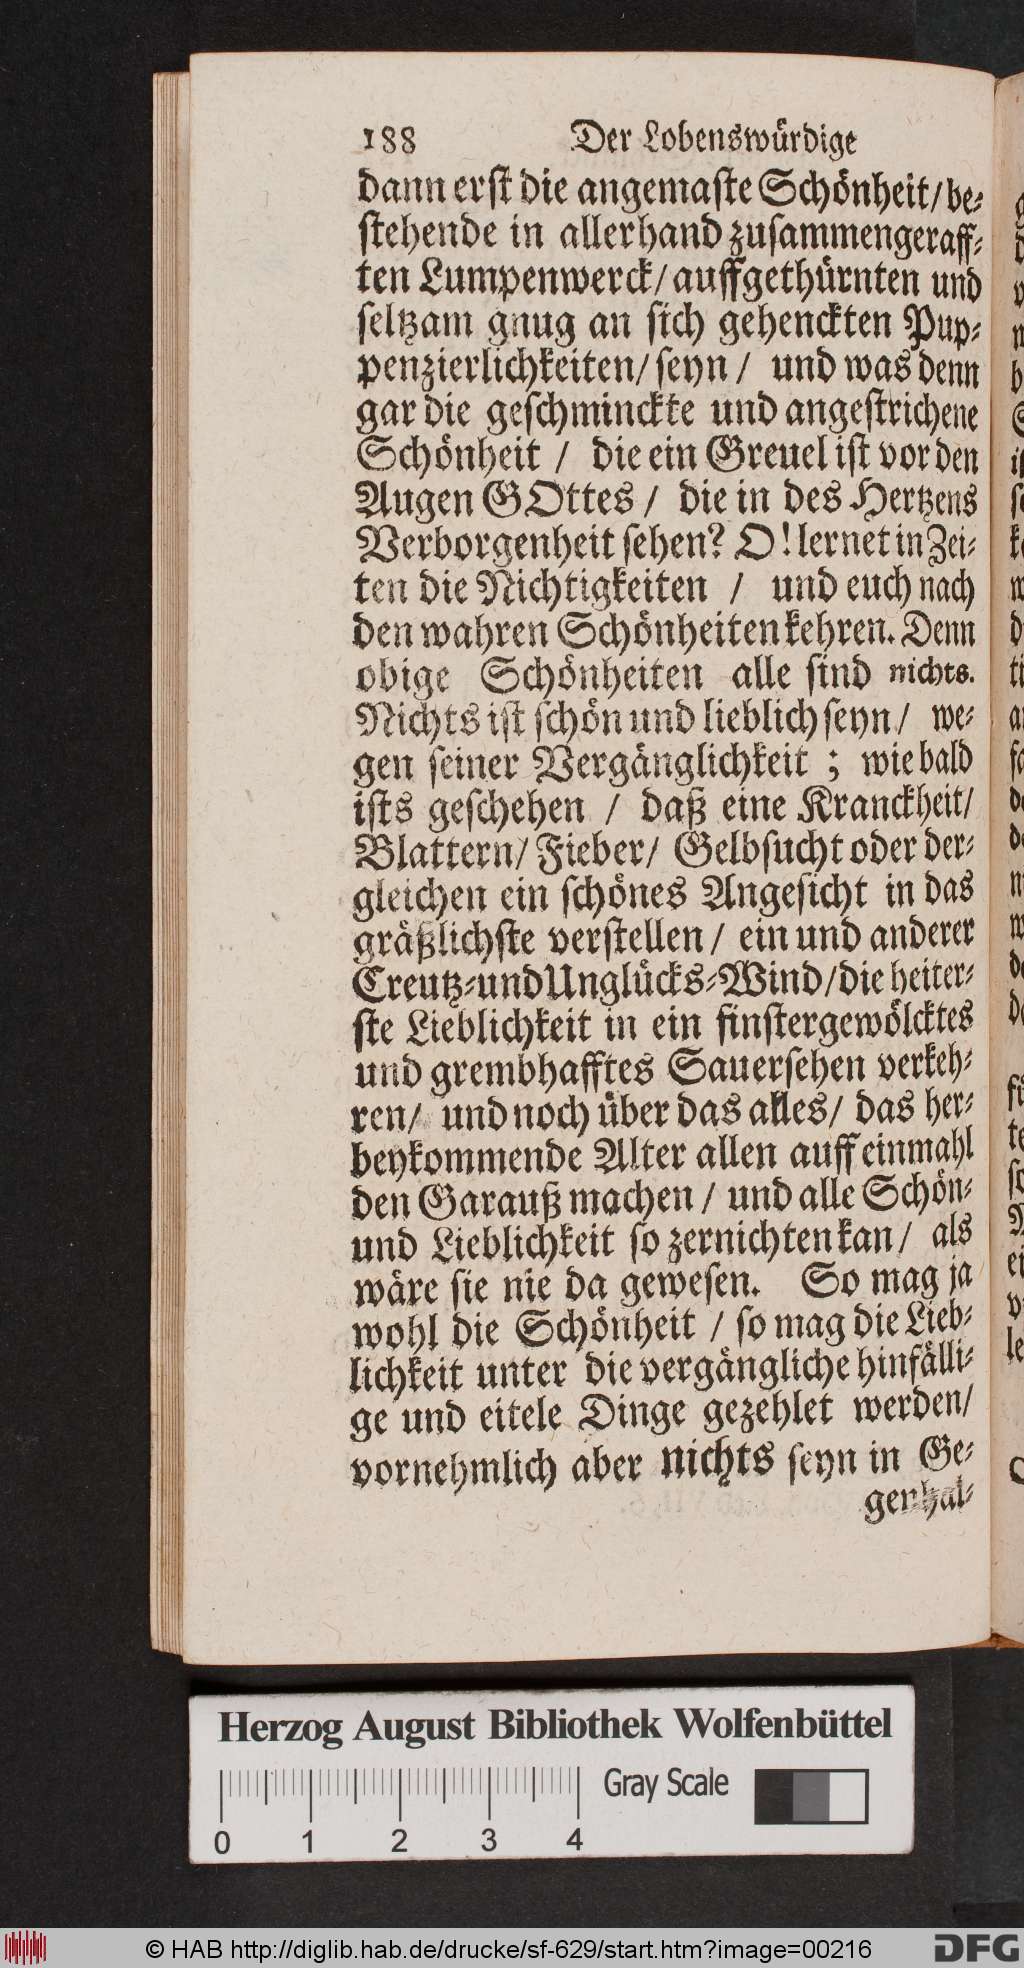 188 Der Lobenswürdige
dann erst die angemaste Schönheit/ be-
stehende in allerhand zusammengeraff-
ten Lumpenwerck/ auffgethürnten und
seltzam gnug an sich gehenckten Pup-
penzierlichkeiten/ seyn / und was denn
gar die geschminckte und angestrichene
Schönheit / die ein Greuel ist vor den
Augen GOttes / die in des Hertzens
Verborgenheit sehen? O! lernet in Zei-
ten die Nichtigkeiten / und euch nach
den wahren Schönheiten kehren. Denn
obige Schönheiten alle sind nichts.
Nichts ist schön und lieblich seyn / we-
gen seiner Vergänglichkeit ; wie bald
ists geschehen / daß eine Kranckheit/
Blattern/ Fieber/ Gelbsucht oder der-
gleichen ein schönes Angesicht in das
gräßlichste verstellen / ein und anderer
Creutz-und Unglücks-Wind/ die heiter-
ste Lieblichkeit in ein finstergewölcktes
und grembhafftes Sauersehen verkeh-
ren/ und noch über das alles/ das her-
beykommende Alter allen auff einmahl
den Garauß machen / und alle Schön-
und Lieblichkeit so zernichten kan / als
wäre sie nie da gewesen. So mag ja
wohl die Schönheit / so mag die Lieb-
lichkeit unter die vergängliche hinfälli-
ge und eitele Dinge gezehlet werden/
vornehmlich aber nichts seyn in Ge-
genhal-
Herzog August Bibliothek Wolfenbüttel
Gray Scale
0 1 2 3 4
© HAB http://diglib.hab.de/drucke/sf-629/start.htm?image=00216
DFG